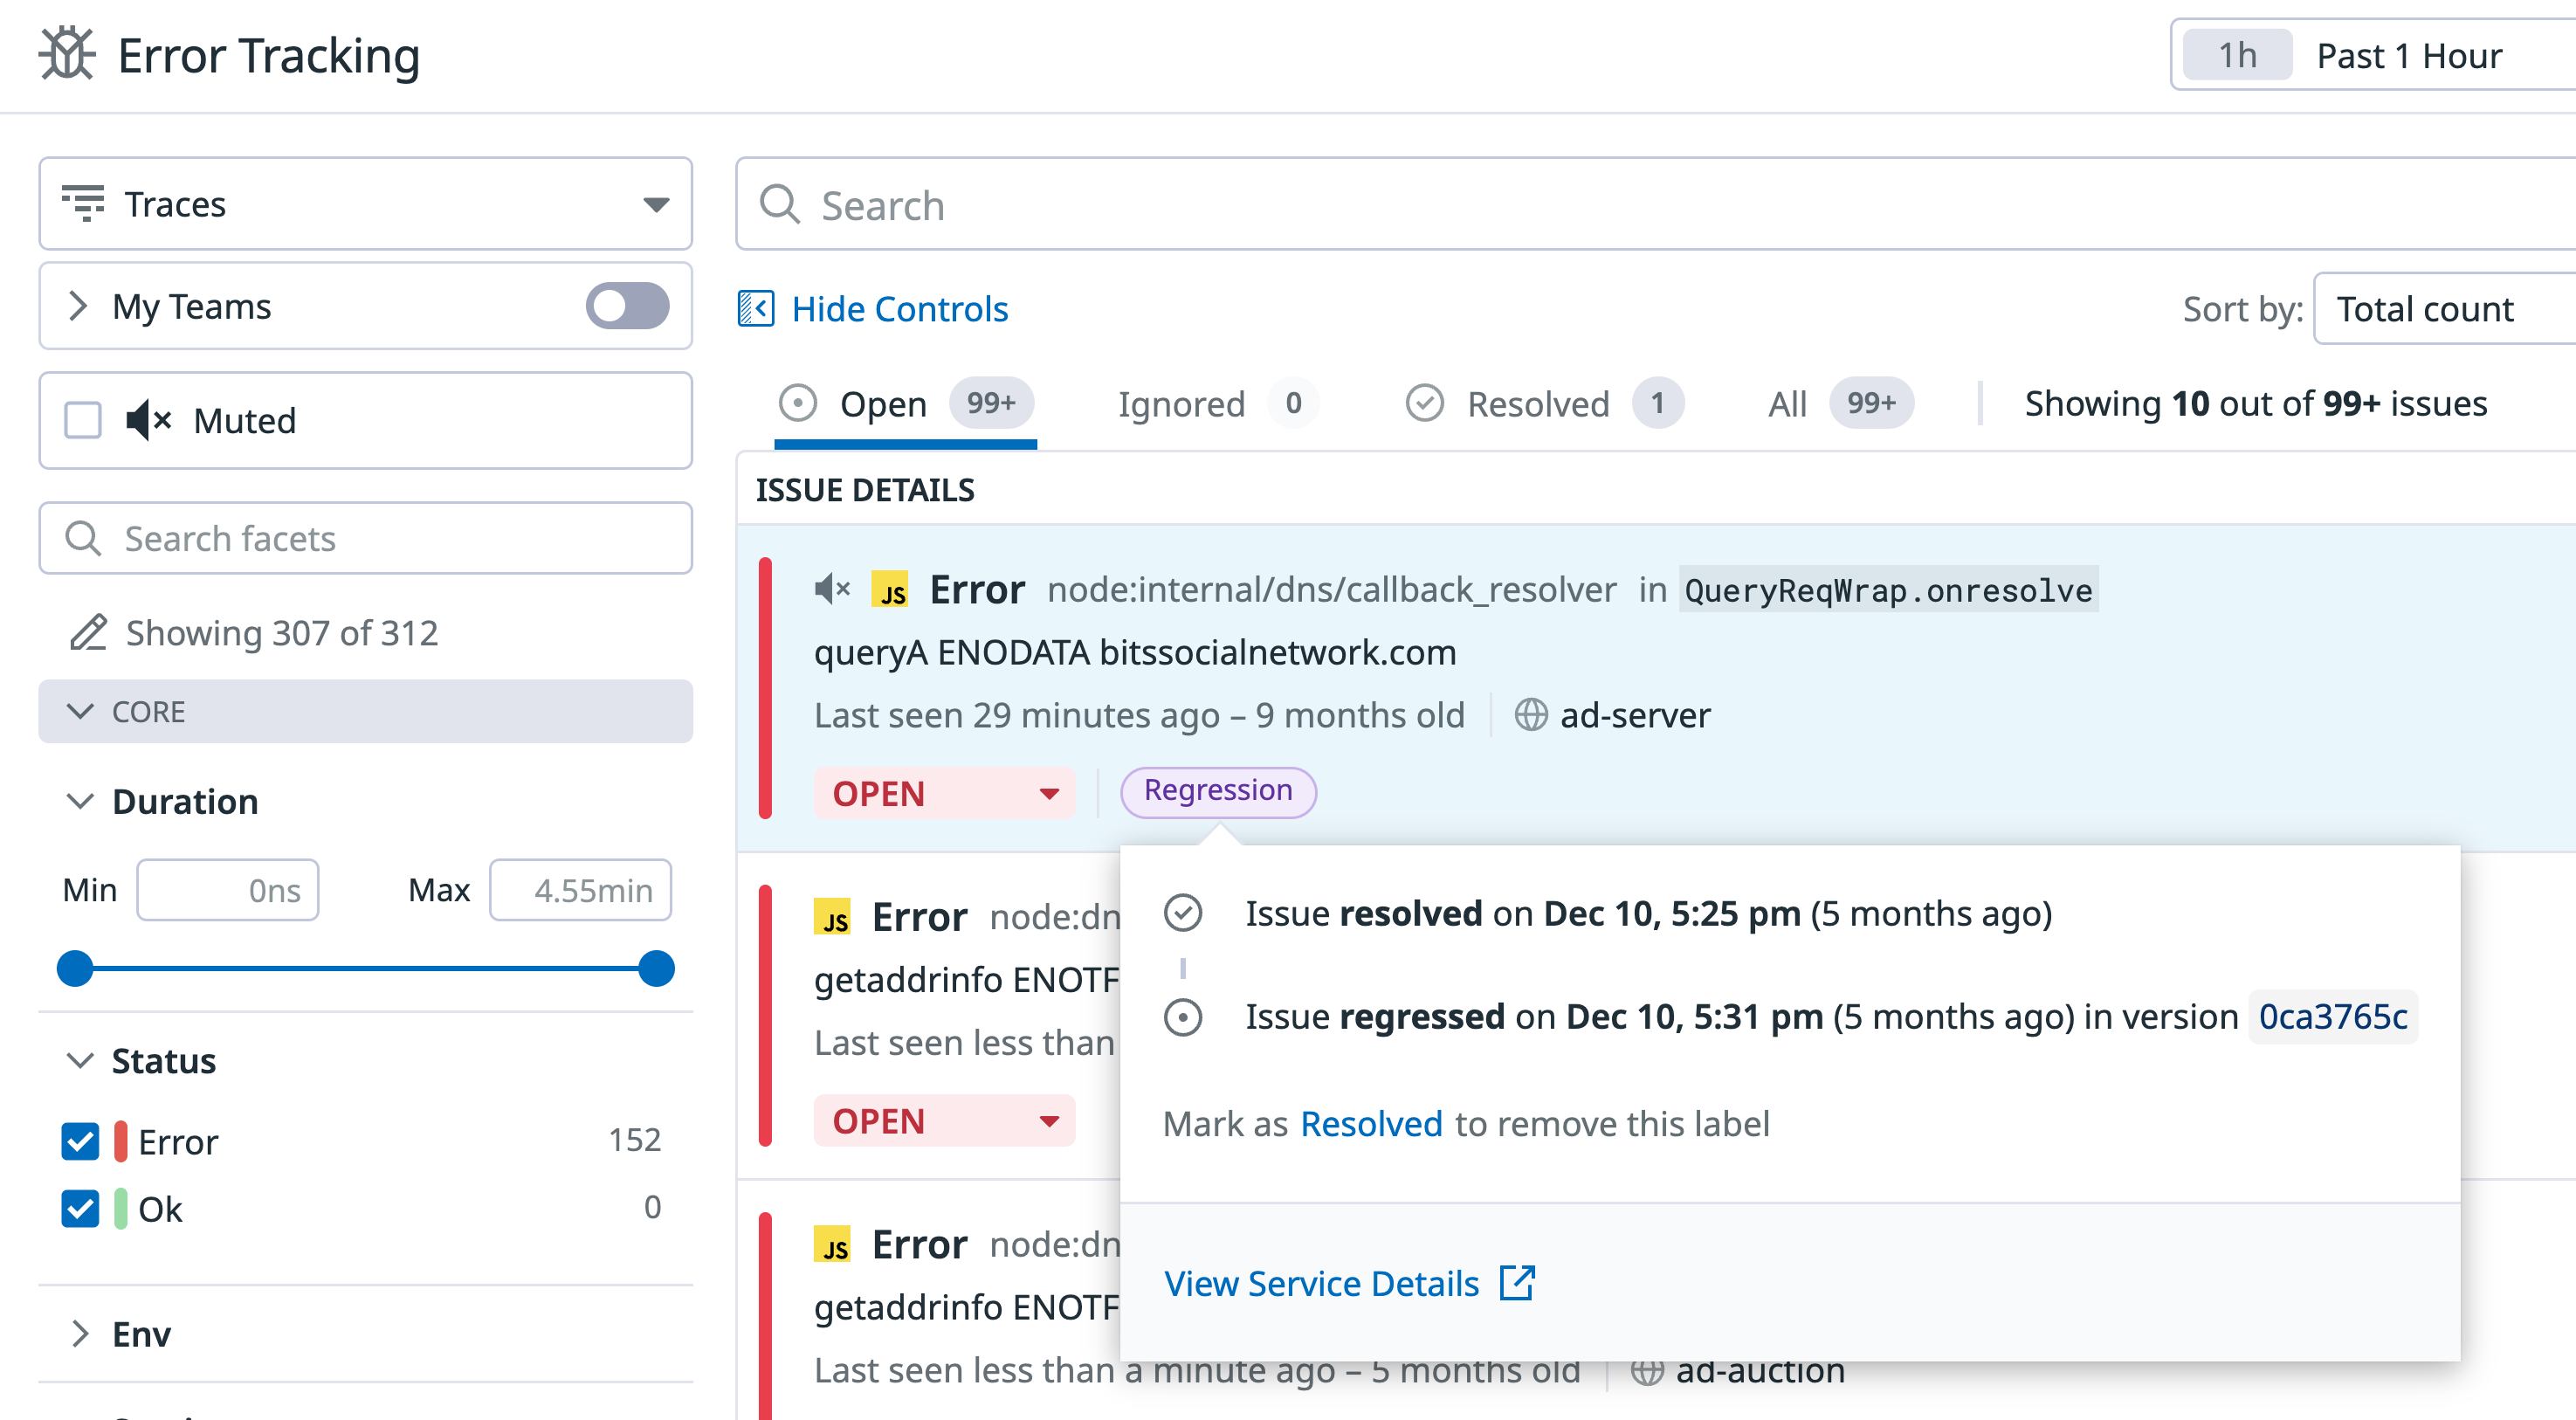 Error Tracking
1h Past 1 Hour
Traces
Search
My Teams
Hide Controls
Sort by: Total count
Muted
Open 99+ Ignored 0 Resolved 1 All 99+ Showing 10 out of 99+ issues
Search facets
Showing 307 of 312
CORE
Duration
Min 0ns Max 4.55min
Status
Error 152
Ok 0
Env
ISSUE DETAILS
JS Error node:internal/dns/callback_resolver in QueryReqWrap.onresolve
queryA ENODATA bitssocialnetwork.com
Last seen 29 minutes ago – 9 months old ad-server
OPEN Regression
Issue resolved on Dec 10, 5:25 pm (5 months ago)
Issue regressed on Dec 10, 5:31 pm (5 months ago) in version 0ca3765c
Mark as Resolved to remove this label
View Service Details
JS Error node:dn
getaddrinfo ENOTF
Last seen less than
OPEN
JS Error node:dn
getaddrinfo ENOTF
Last seen less than a minute ago – 5 months old ad-auction